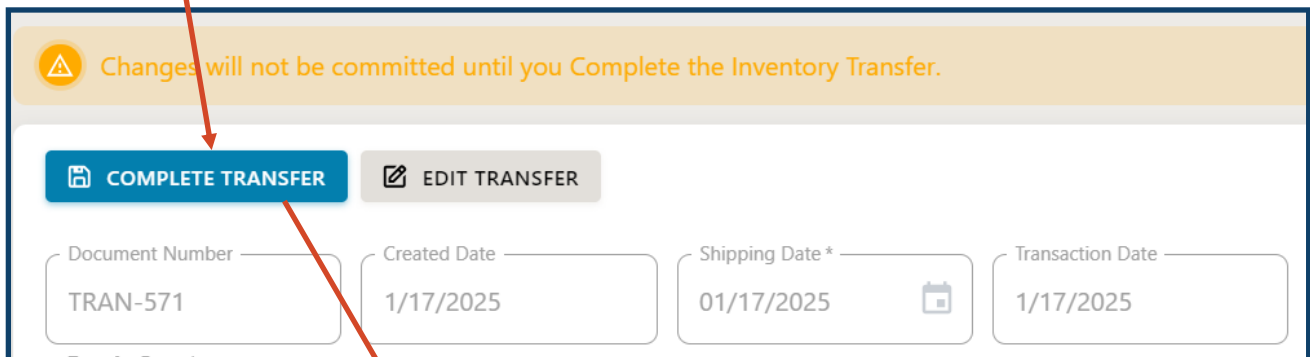 Changes will not be committed until you Complete the Inventory Transfer.
COMPLETE TRANSFER EDIT TRANSFER
Document Number Created Date Shipping Date * Transaction Date
TRAN-571 1/17/2025 01/17/2025 1/17/2025